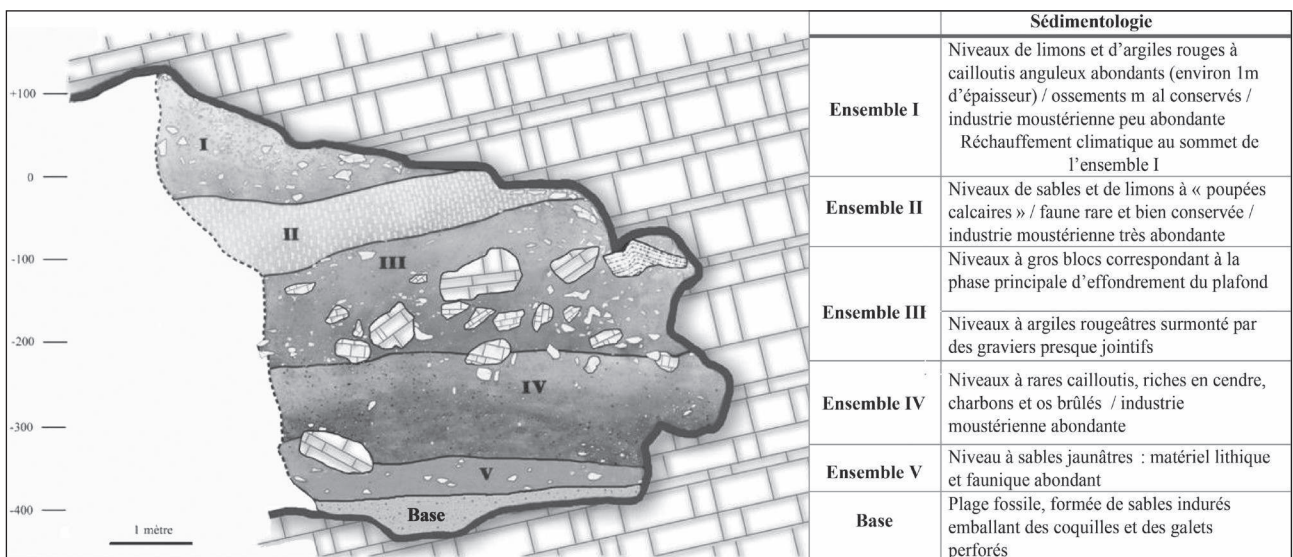 +100
0
-100
-200
-300
-400
I
II
III
IV
V
Base
1 mètre
Sédimentologie
Ensemble I
Niveaux de limons et d'argiles rouges à
cailloutis anguleux abondants (environ 1m
d'épaisseur) / ossements m al conservés /
industrie moustérienne peu abondante
Réchauffement climatique au sommet de
l'ensemble I
Ensemble II
Niveaux de sables et de limons à « poupées
calcaires » / faune rare et bien conservée /
industrie moustérienne très abondante
Ensemble III
Niveaux à gros blocs correspondant à la
phase principale d'effondrement du plafond
Niveaux à argiles rougeâtres surmonté par
des graviers presque jointifs
Ensemble IV
Niveaux à rares cailloutis, riches en cendre,
charbons et os brûlés / industrie
moustérienne abondante
Ensemble V
Niveau à sables jaunâtres : matériel lithique
et faunique abondant
Base
Plage fossile, formée de sables indurés
emballant des coquilles et des galets
perforés